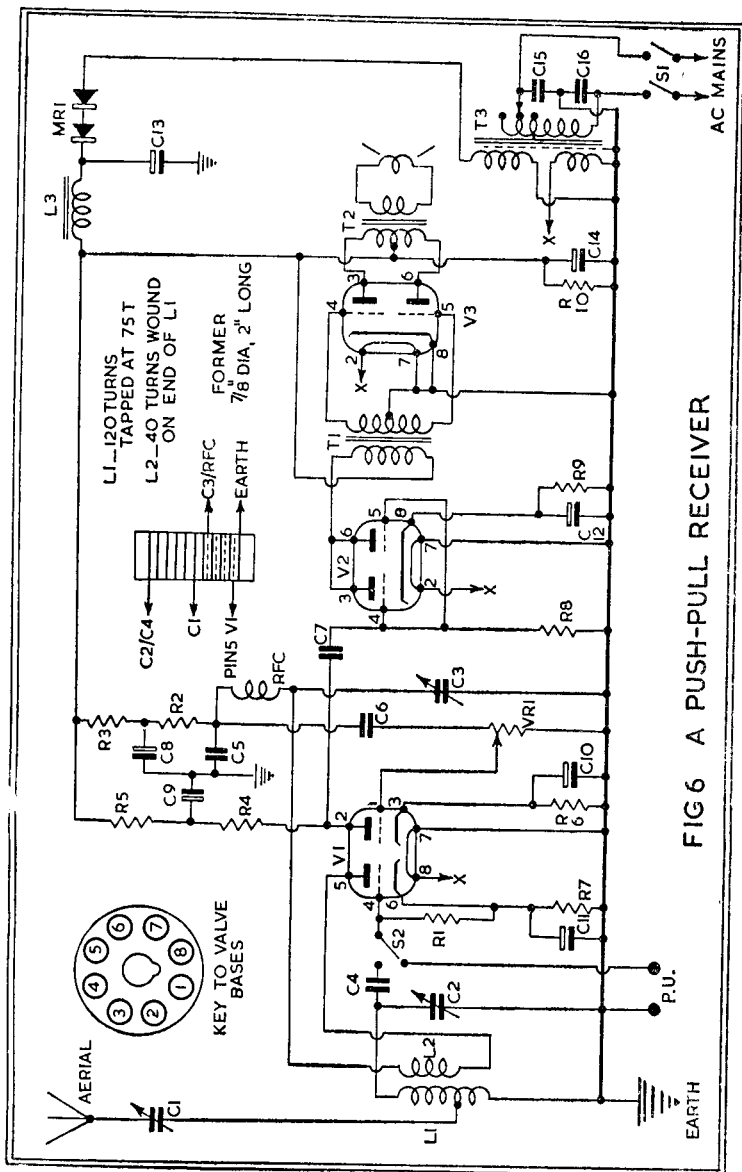 AERIAL
C1
L1
L2
EARTH
KEY TO VALVE
BASES
1
2
3
4
5
6
7
8
C4
C2
S2
P.U.
R1
C11
R7
V1
5
2
4
1
6
3
8
7
X
R5
C9
R4
R3
C8
R2
C5
RFC
C6
VR1
R
6
C10
C3
C7
R8
C2/C4
C1
PIN5 V1
C3/RFC
EARTH
L1_120 TURNS
TAPPED AT 75T
L2_40 TURNS WOUND
ON END OF L1
FORMER
7/8" DIA, 2" LONG
V2
3
6
4
5
8
2
7
X
C
12
R9
T1
V3
4
3
6
5
2
7
8
X
T2
R
10
C14
L3
MR1
C13
T3
X
C15
C16
S1
AC MAINS
FIG 6 A PUSH-PULL RECEIVER